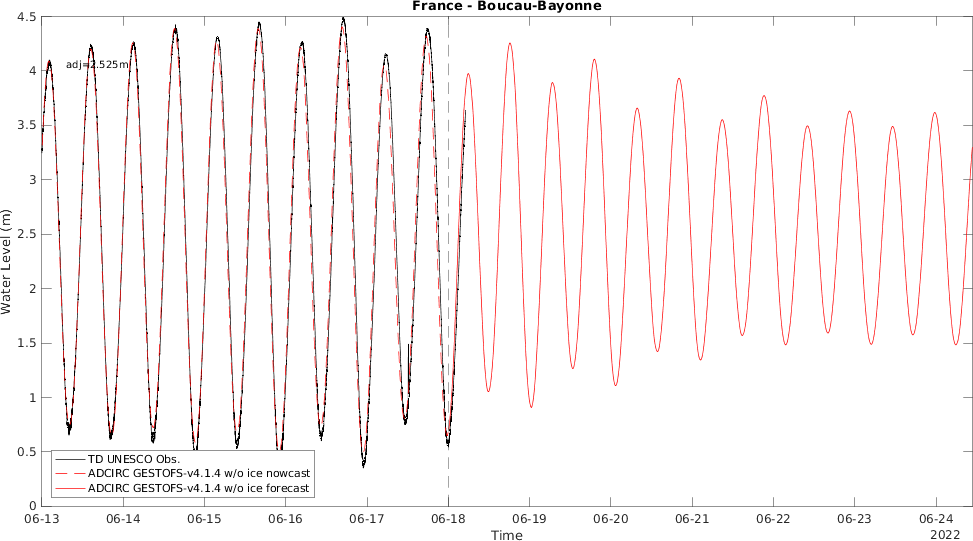 France - Boucau-Bayonne
4.5
4
3.5
3
2.5
2
1.5
1
0.5
0
Water Level (m)
adj=2.525m
TD UNESCO Obs.
ADCIRC GESTOFS-v4.1.4 w/o ice nowcast
ADCIRC GESTOFS-v4.1.4 w/o ice forecast
06-13 06-14 06-15 06-16 06-17 06-18 06-19 06-20 06-21 06-22 06-23 06-24
2022
Time